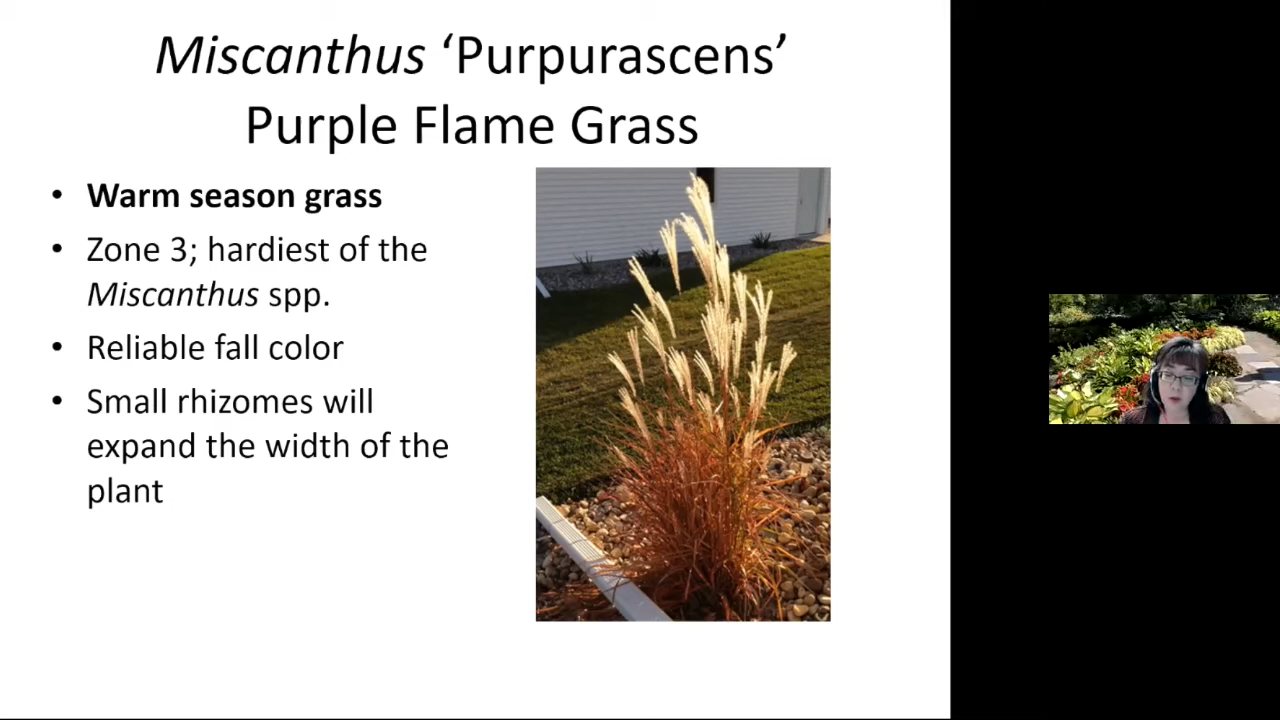 Miscanthus ‘Purpurascens’
Purple Flame Grass
• Warm season grass
• Zone 3; hardiest of the
Miscanthus spp.
• Reliable fall color
• Small rhizomes will
expand the width of the
plant